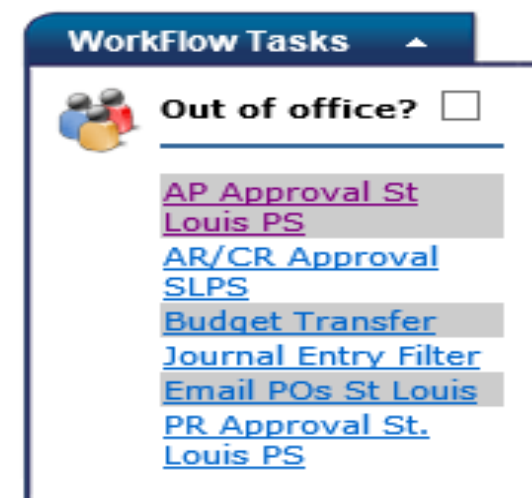 WorkFlow Tasks
Out of office?
AP Approval St
Louis PS
AR/CR Approval
SLPS
Budget Transfer
Journal Entry Filter
Email POs St Louis
PR Approval St.
Louis PS